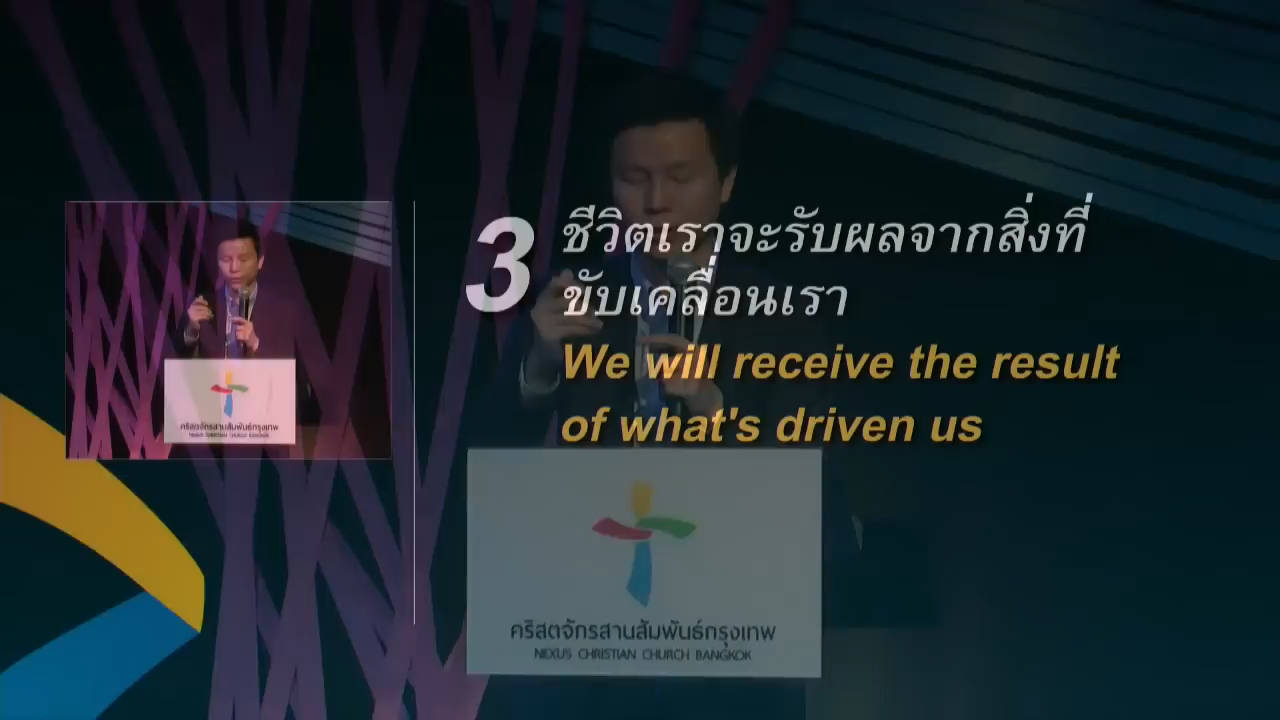 3
ชีวิตเราจะรับผลจากสิ่งที่
ขับเคลื่อนเรา
We will receive the result
of what's driven us
คริสตจักรสานสัมพันธ์กรุงเทพ
NEXUS CHRISTIAN CHURCH BANGKOK
คริสตจักรสานสัมพันธ์กรุงเทพ
NEXUS CHRISTIAN CHURCH BANGKOK